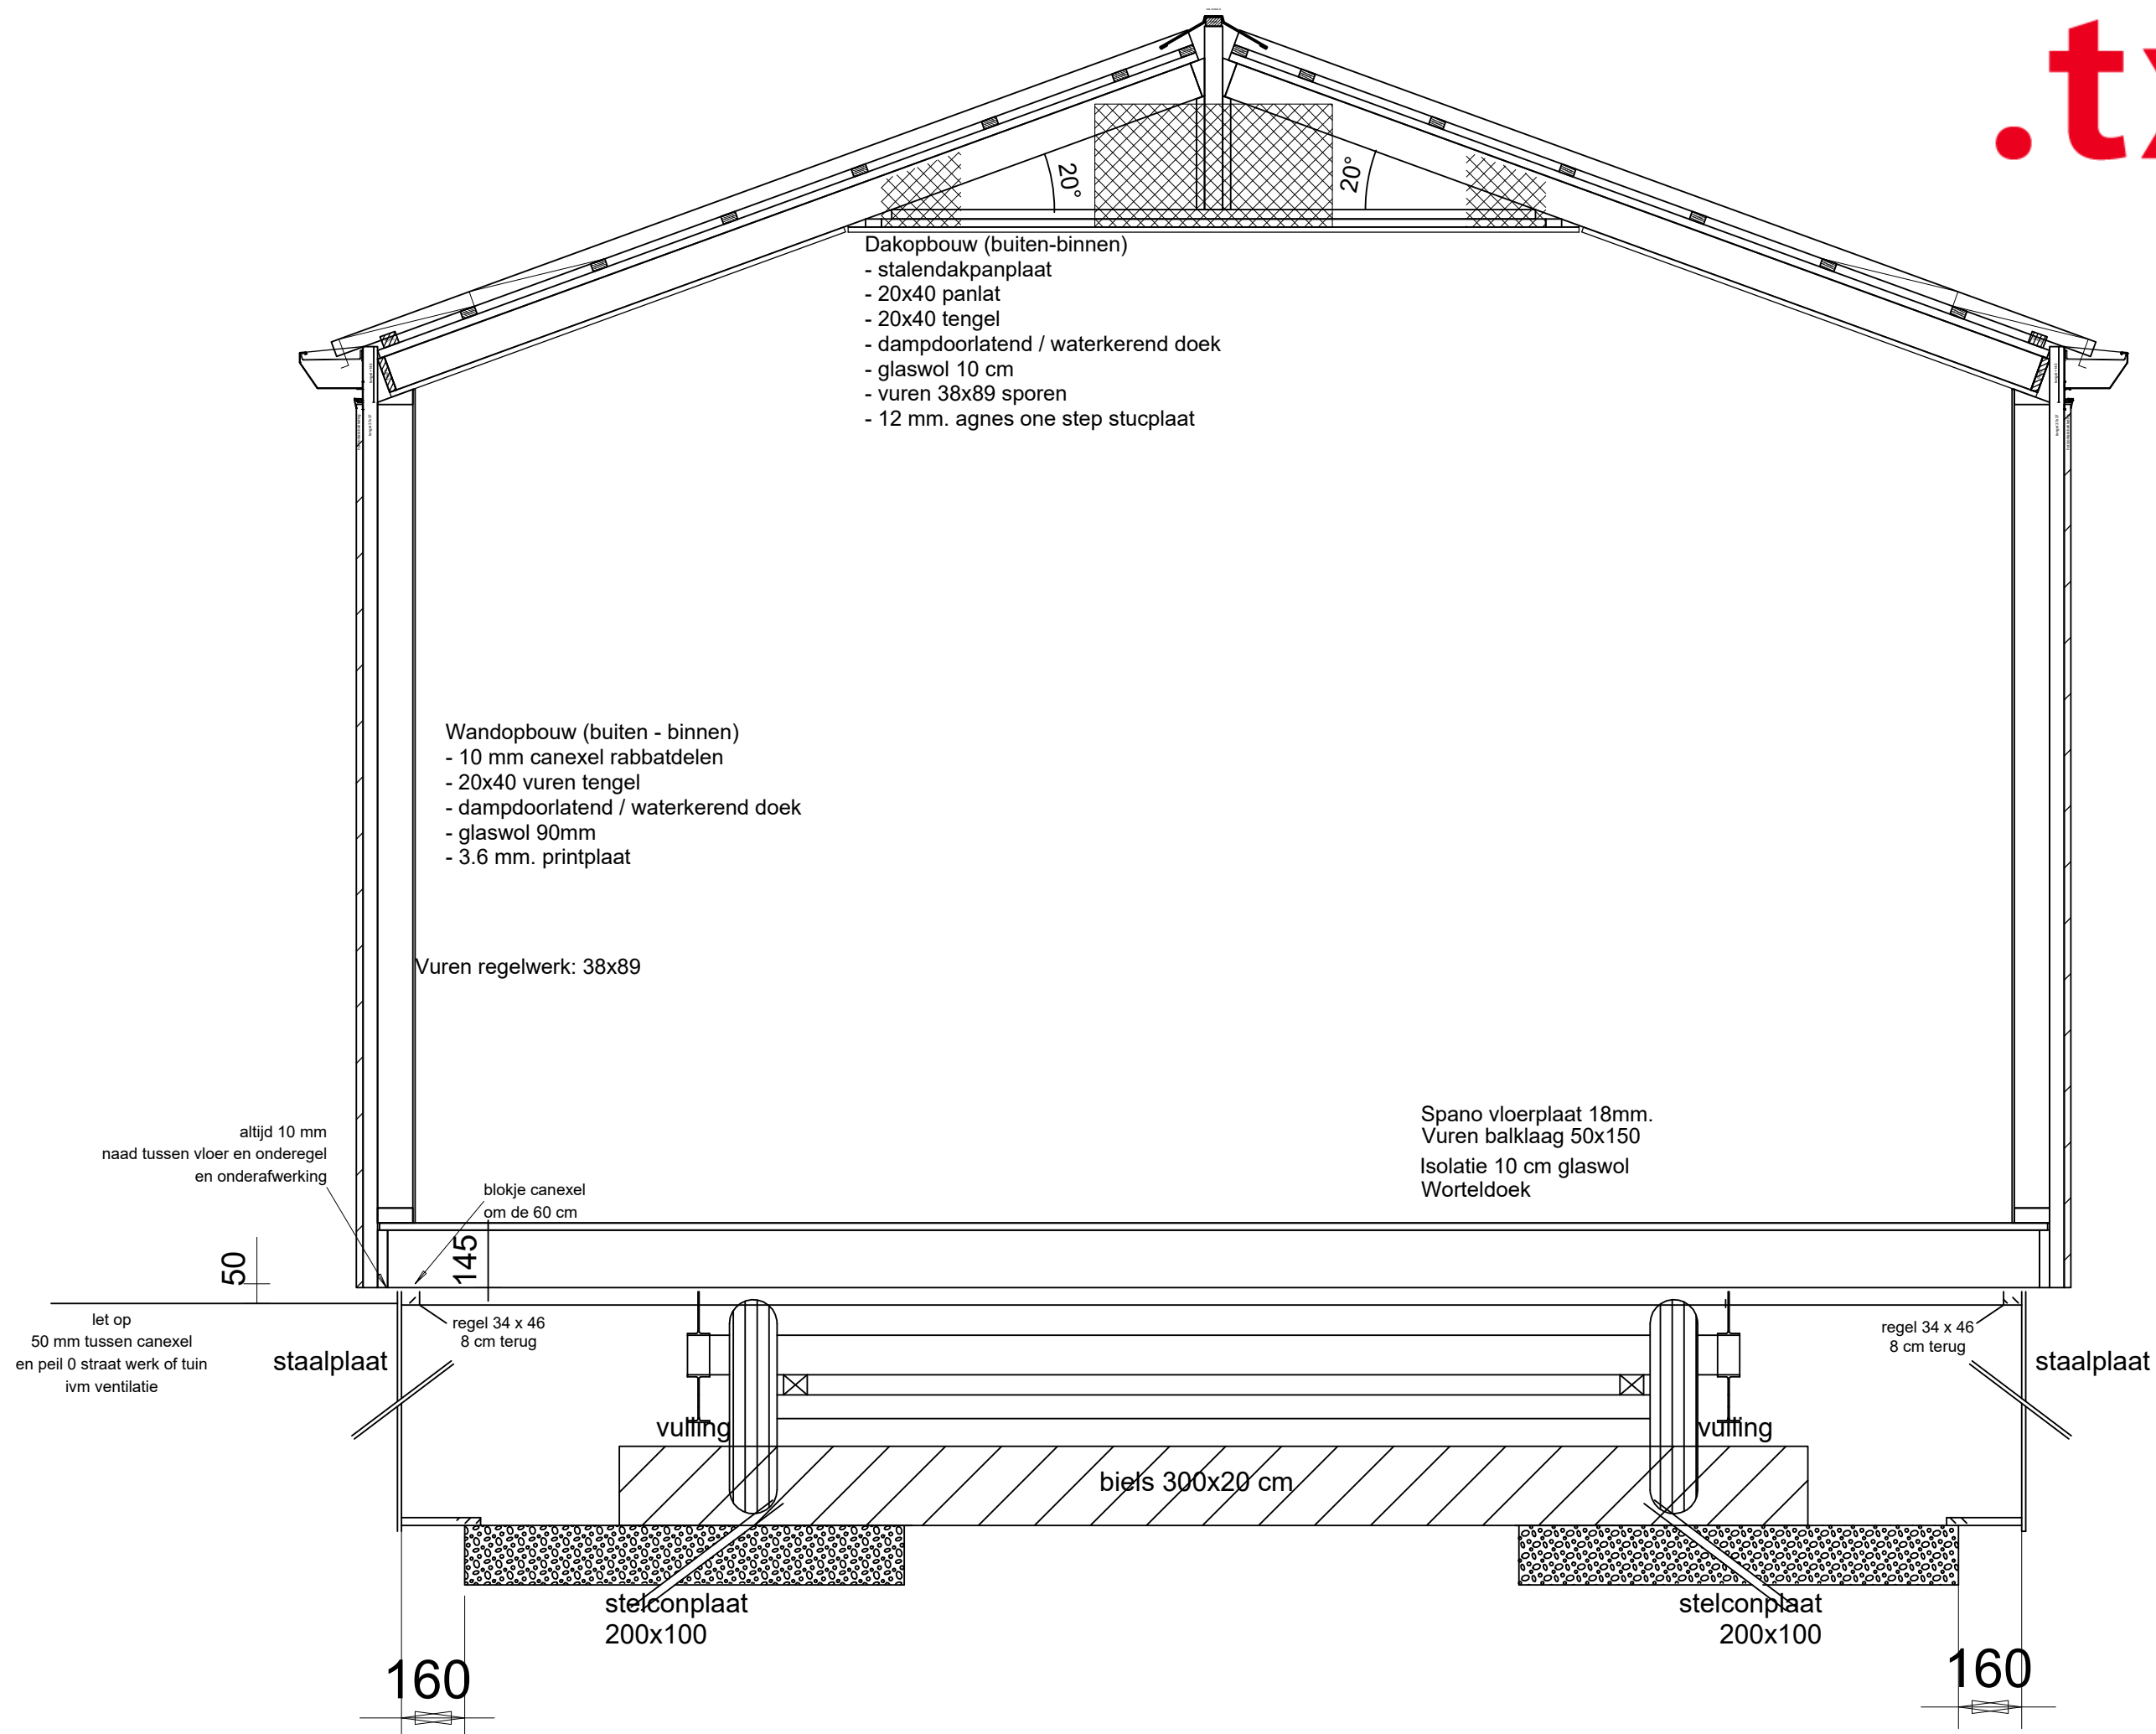 .tx
20°
20°
Dakopbouw (buiten-binnen)
- stalendakpanplaat
- 20x40 panlat
- 20x40 tengel
- dampdoorlatend / waterkerend doek
- glaswol 10 cm
- vuren 38x89 sporen
- 12 mm. agnes one step stucplaat
Wandopbouw (buiten - binnen)
- 10 mm canexel rabbatdelen
- 20x40 vuren tengel
- dampdoorlatend / waterkerend doek
- glaswol 90mm
- 3.6 mm. printplaat
Vuren regelwerk: 38x89
Spano vloerplaat 18mm.
Vuren balklaag 50x150
Isolatie 10 cm glaswol
Worteldoek
altijd 10 mm
naad tussen vloer en onderegel
en onderafwerking
blokje canexel
om de 60 cm
145
50
let op
50 mm tussen canexel
en peil 0 straat werk of tuin
ivm ventilatie
staalplaat
regel 34 x 46
8 cm terug
regel 34 x 46
8 cm terug
staalplaat
vulling
vulling
biels 300x20 cm
stelconplaat
200x100
stelconplaat
200x100
160
160